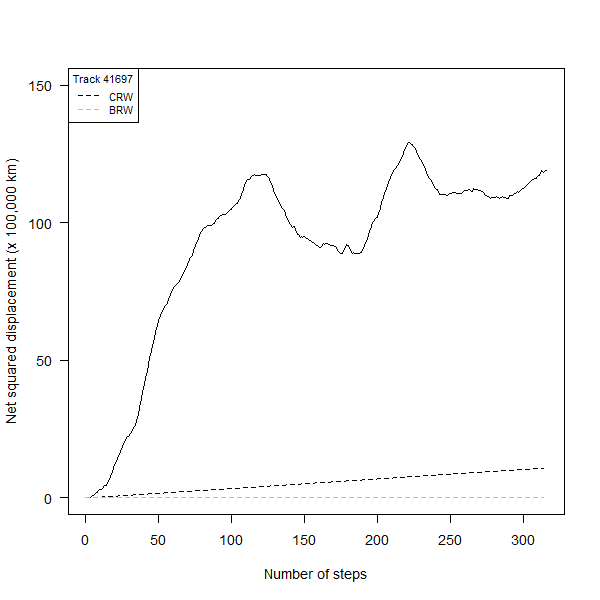 Track 41697
CRW
BRW
150
100
50
0
Net squared displacement (x 100,000 km)
0 50 100 150 200 250 300
Number of steps